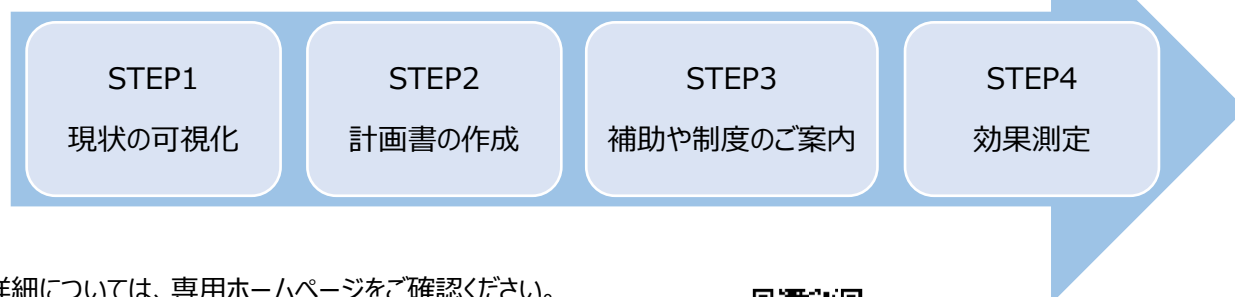 STEP1
現状の可視化
STEP2
計画書の作成
STEP3
補助や制度のご案内
STEP4
効果測定
詳細については、専用ホームページをご確認ください。